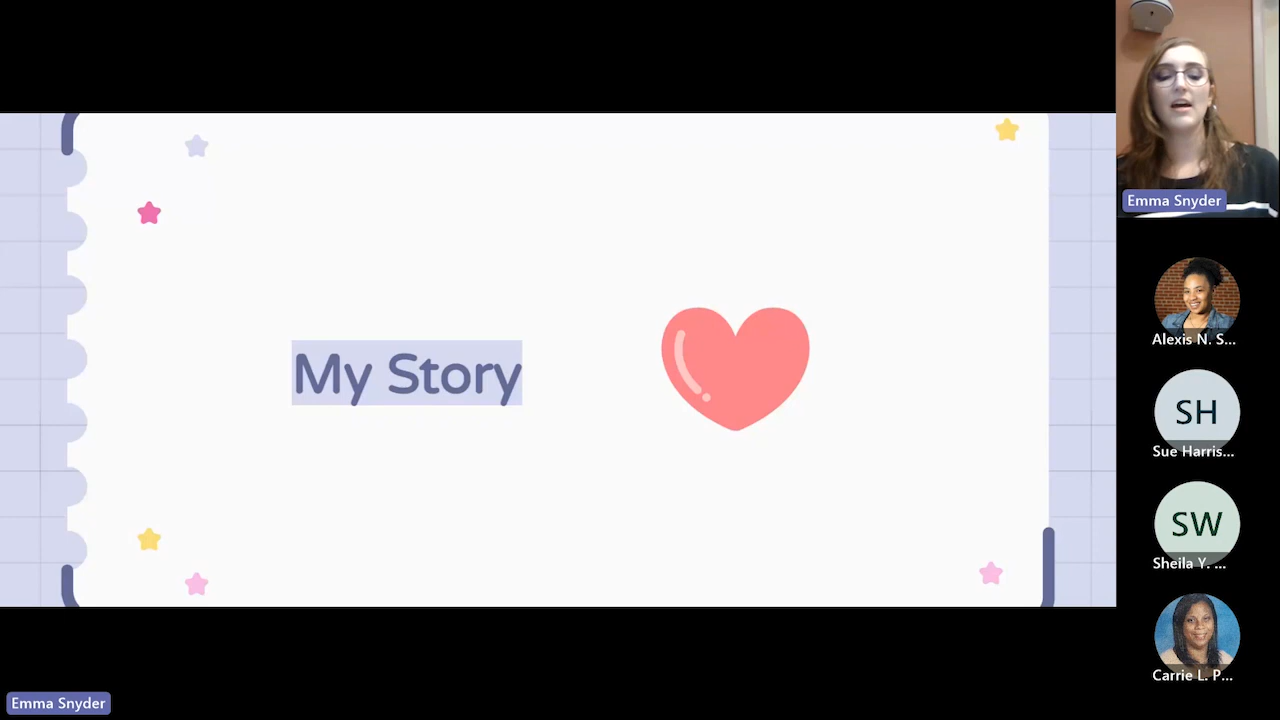 My Story
Emma Snyder
Alexis N. S...
SH
Sue Harris...
SW
Sheila Y. ...
Carrie L. P...
Emma Snyder